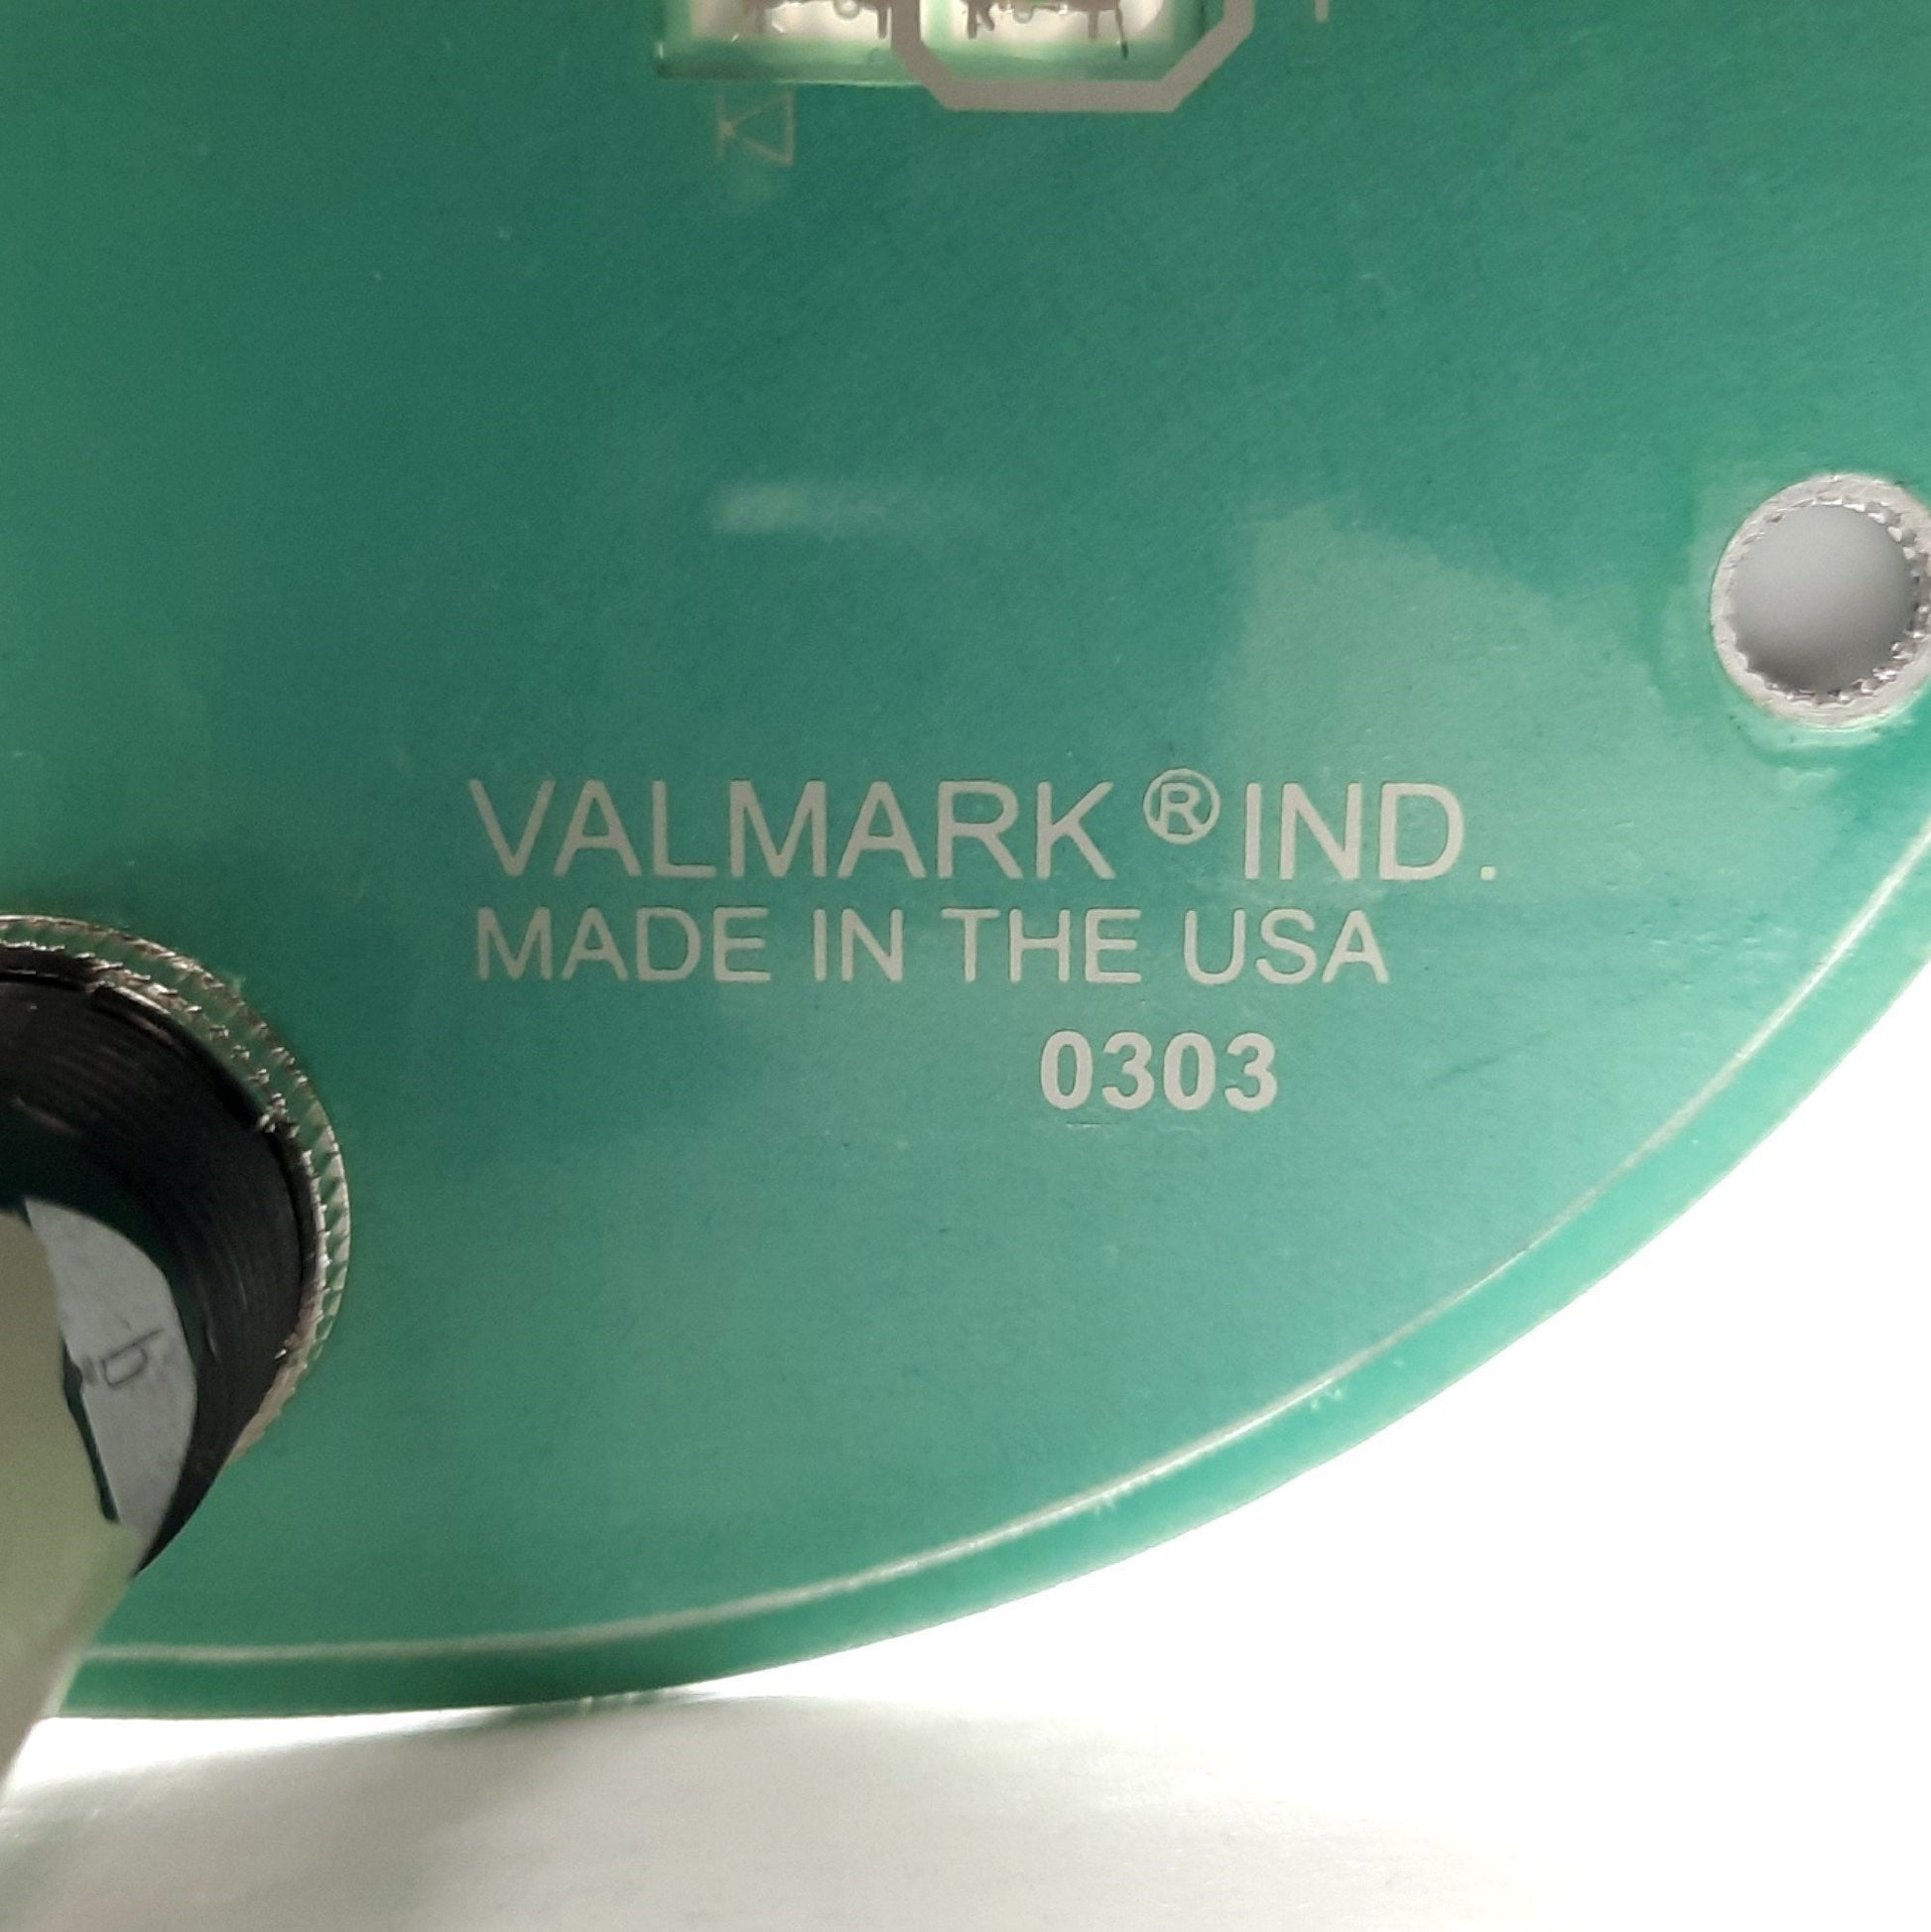 VALMARK ® IND.
MADE IN THE USA
0303